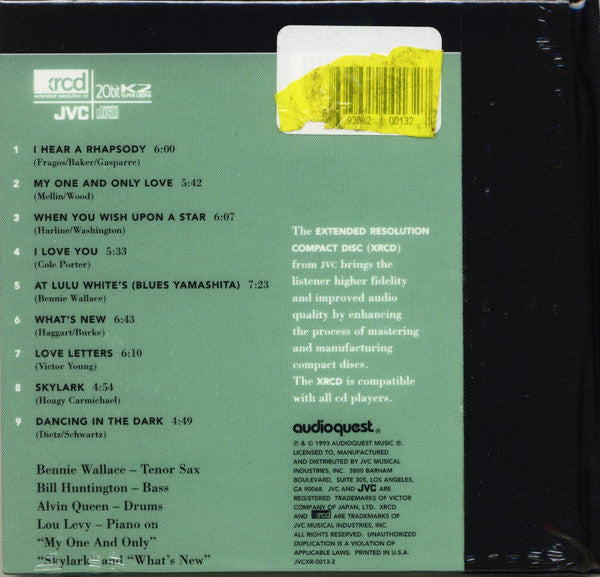 xrcd
extended resolution cd
20bit K2
JVC
1 I HEAR A RHAPSODY 6:00
(Fragos/Baker/Gasparre)
2 MY ONE AND ONLY LOVE 5:42
(Mellin/Wood)
3 WHEN YOU WISH UPON A STAR 6:07
(Harline/Washington)
4 I LOVE YOU 5:33
(Cole Porter)
5 AT LULU WHITE'S (BLUES YAMASHITA) 7:23
(Bennie Wallace)
6 WHAT'S NEW 6:43
(Haggart/Burke)
7 LOVE LETTERS 6:10
(Victor Young)
8 SKYLARK 4:54
(Hoagy Carmichael)
9 DANCING IN THE DARK 4:49
(Dietz/Schwartz)
Bennie Wallace – Tenor Sax
Bill Huntington – Bass
Alvin Queen – Drums
Lou Levy – Piano on
“My One And Only”
“Skylark” and “What's New”
00132
The EXTENDED RESOLUTION
COMPACT DISC (XRCD)
from JVC brings the
listener higher fidelity
and improved audio
quality by enhancing
the process of mastering
and manufacturing
compact discs.
The XRCD is compatible
with all cd players.
audioquest®
℗ & © 1993 AUDIOQUEST MUSIC ®.
LICENSED TO, MANUFACTURED
AND DISTRIBUTED BY JVC MUSICAL
INDUSTRIES, INC. 3800 BARHAM
BOULEVARD, SUITE 305, LOS ANGELES,
CA 90068. JVC AND JVC ARE
REGISTERED TRADEMARKS OF VICTOR
COMPANY OF JAPAN, LTD. XRCD
AND xrcd ARE TRADEMARKS OF
JVC MUSICAL INDUSTRIES, INC.
ALL RIGHTS RESERVED. UNAUTHORIZED
DUPLICATION IS A VIOLATION OF
APPLICABLE LAWS. PRINTED IN U.S.A.
JVCXR-0013-2